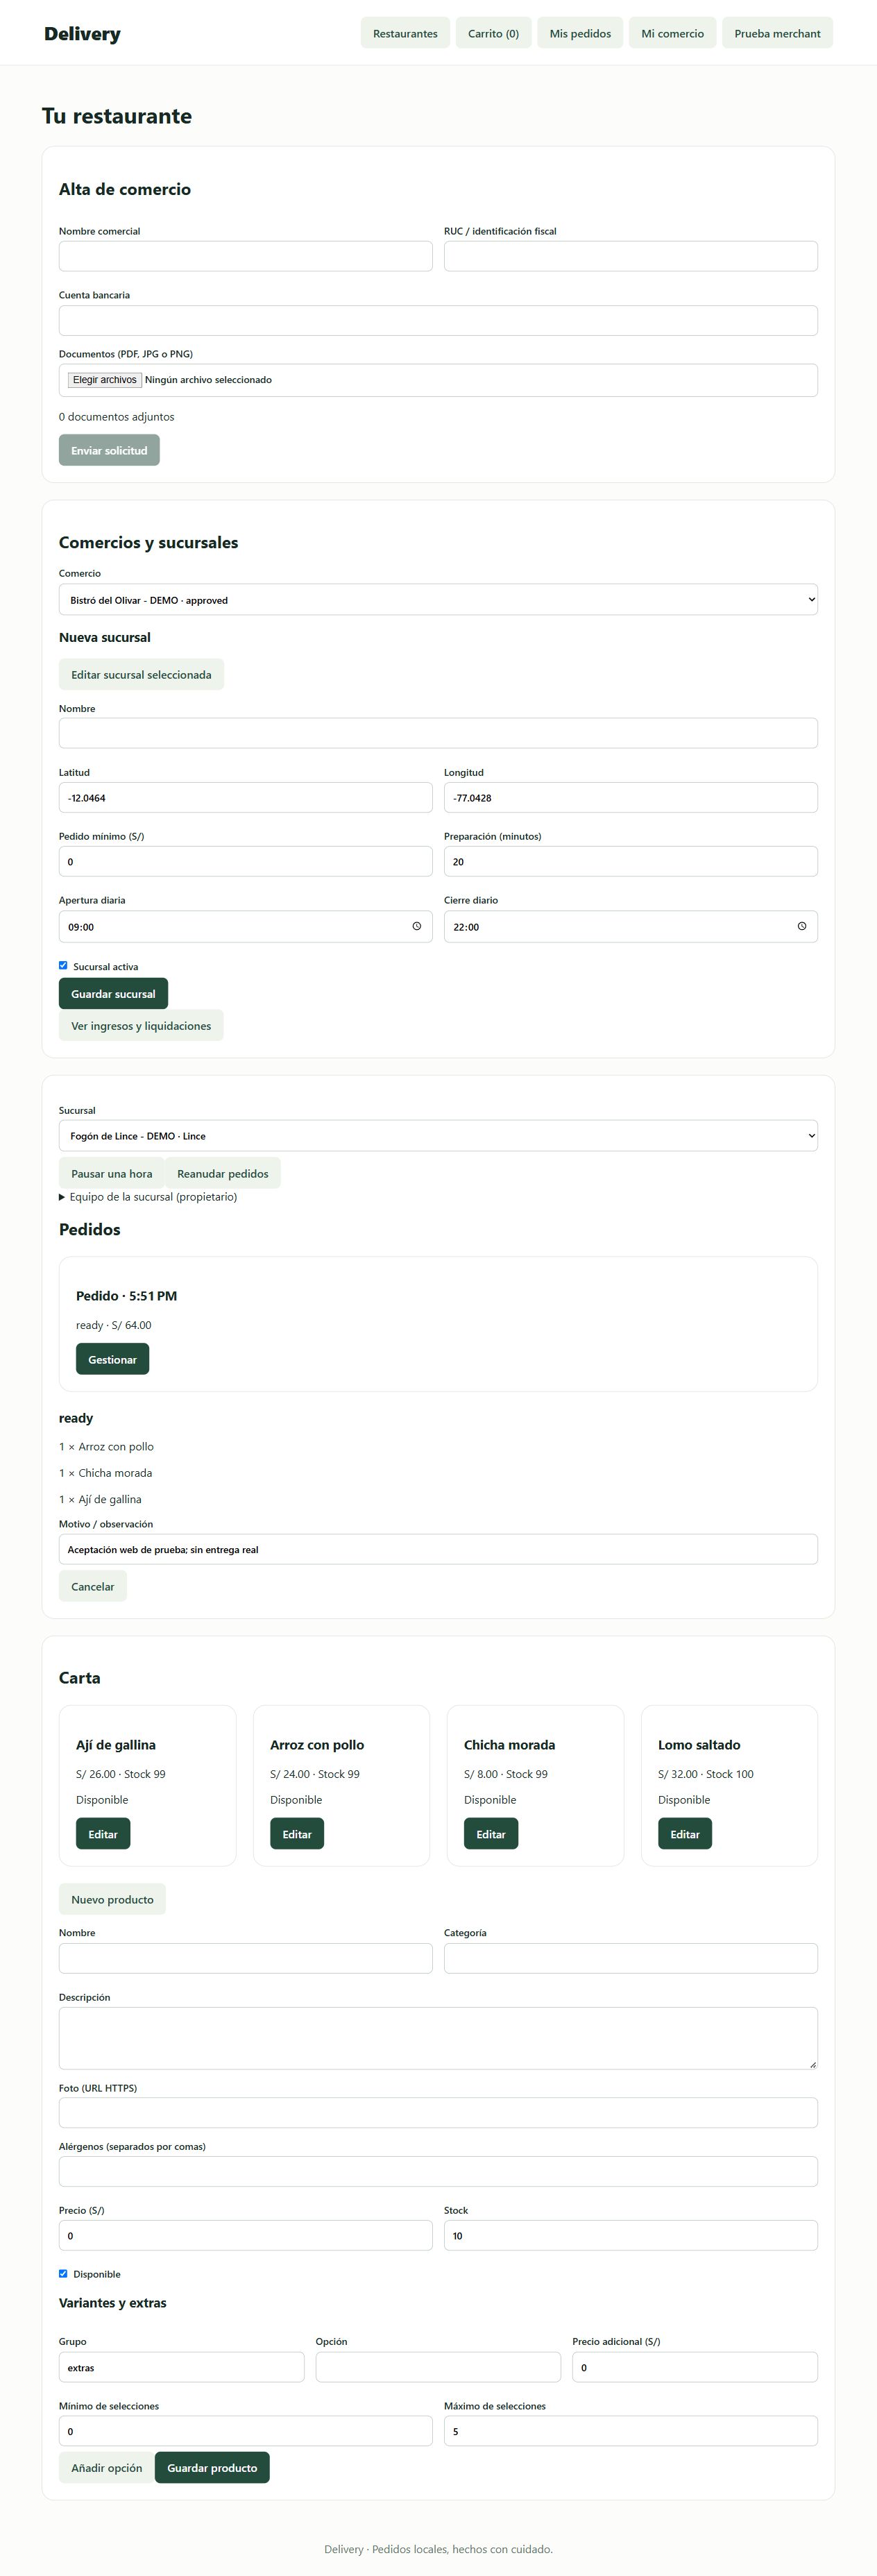 Delivery
Restaurantes
Carrito (0)
Mis pedidos
Mi comercio
Prueba merchant
Tu restaurante
Alta de comercio
Nombre comercial
RUC / identificación fiscal
Cuenta bancaria
Documentos (PDF, JPG o PNG)
Elegir archivos Ningún archivo seleccionado
0 documentos adjuntos
Enviar solicitud
Comercios y sucursales
Comercio
Bistró del Olivar - DEMO · approved
Nueva sucursal
Editar sucursal seleccionada
Nombre
Latitud
Longitud
-12.0464
-77.0428
Pedido mínimo (S/)
Preparación (minutos)
0
20
Apertura diaria
Cierre diario
09:00
22:00
Sucursal activa
Guardar sucursal
Ver ingresos y liquidaciones
Sucursal
Fogón de Lince - DEMO · Lince
Pausar una hora
Reanudar pedidos
Equipo de la sucursal (propietario)
Pedidos
Pedido · 5:51 PM
ready · S/ 64.00
Gestionar
ready
1 × Arroz con pollo
1 × Chicha morada
1 × Ají de gallina
Motivo / observación
Aceptación web de prueba; sin entrega real
Cancelar
Carta
Ají de gallina
S/ 26.00 · Stock 99
Disponible
Editar
Arroz con pollo
S/ 24.00 · Stock 99
Disponible
Editar
Chicha morada
S/ 8.00 · Stock 99
Disponible
Editar
Lomo saltado
S/ 32.00 · Stock 100
Disponible
Editar
Nuevo producto
Nombre
Categoría
Descripción
Foto (URL HTTPS)
Alérgenos (separados por comas)
Precio (S/)
Stock
0
10
Disponible
Variantes y extras
Grupo
Opción
Precio adicional (S/)
extras
0
Mínimo de selecciones
Máximo de selecciones
0
5
Añadir opción
Guardar producto
Delivery · Pedidos locales, hechos con cuidado.